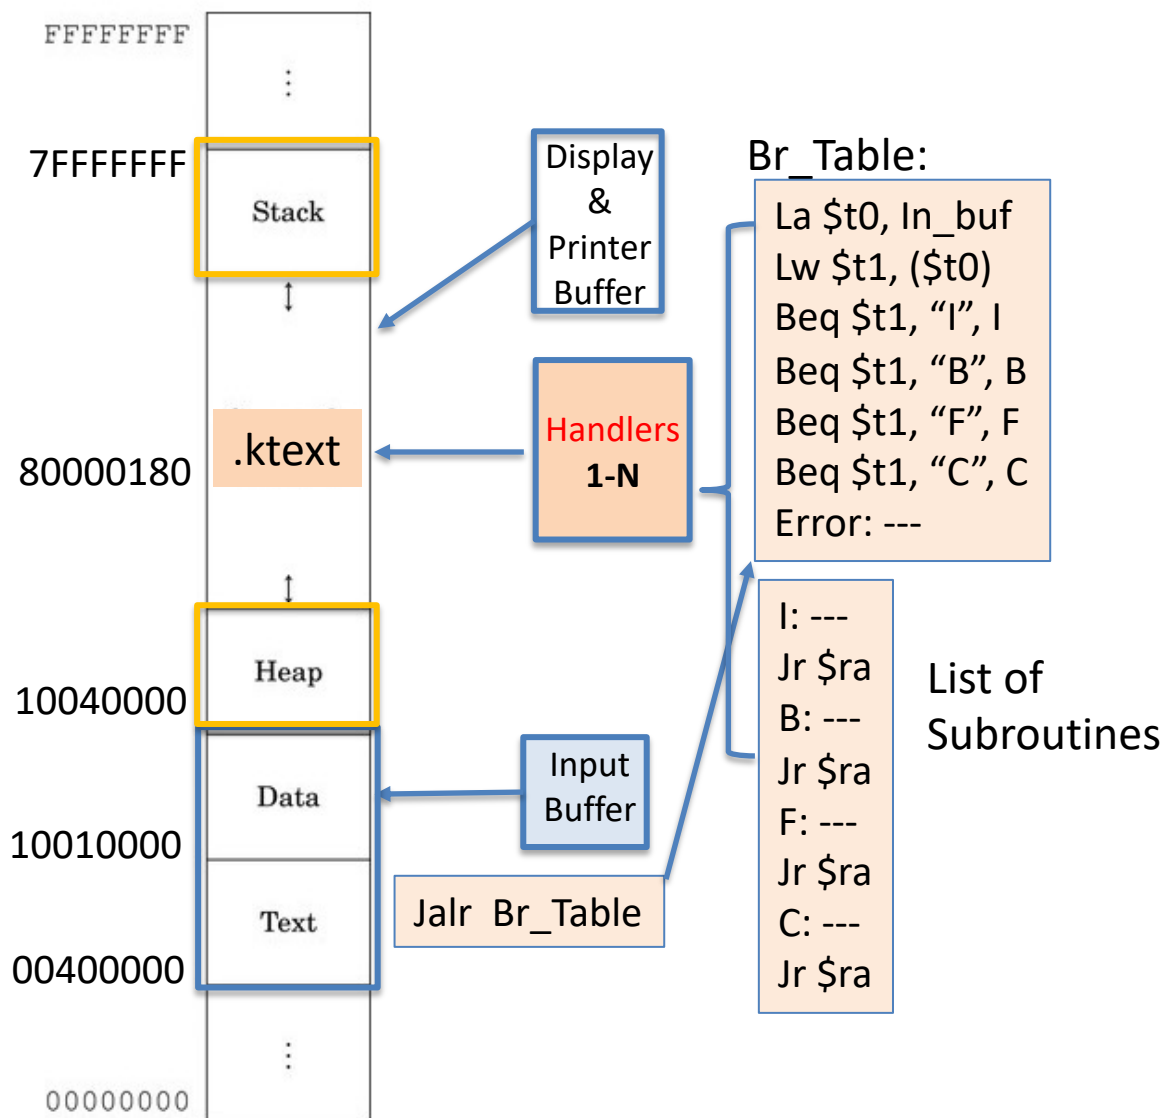 FFFFFFFF
⋮
7FFFFFFF
Stack
80000180
.ktext
Heap
10040000
Data
10010000
Text
00400000
⋮
00000000
Display
&
Printer
Buffer
Handlers
1-N
Input
Buffer
Jalr Br_Table
Br_Table:
La $t0, In_buf
Lw $t1, ($t0)
Beq $t1, “I”, I
Beq $t1, “B”, B
Beq $t1, “F”, F
Beq $t1, “C”, C
Error: ---
I: ---
Jr $ra
B: ---
Jr $ra
F: ---
Jr $ra
C: ---
Jr $ra
List of
Subroutines